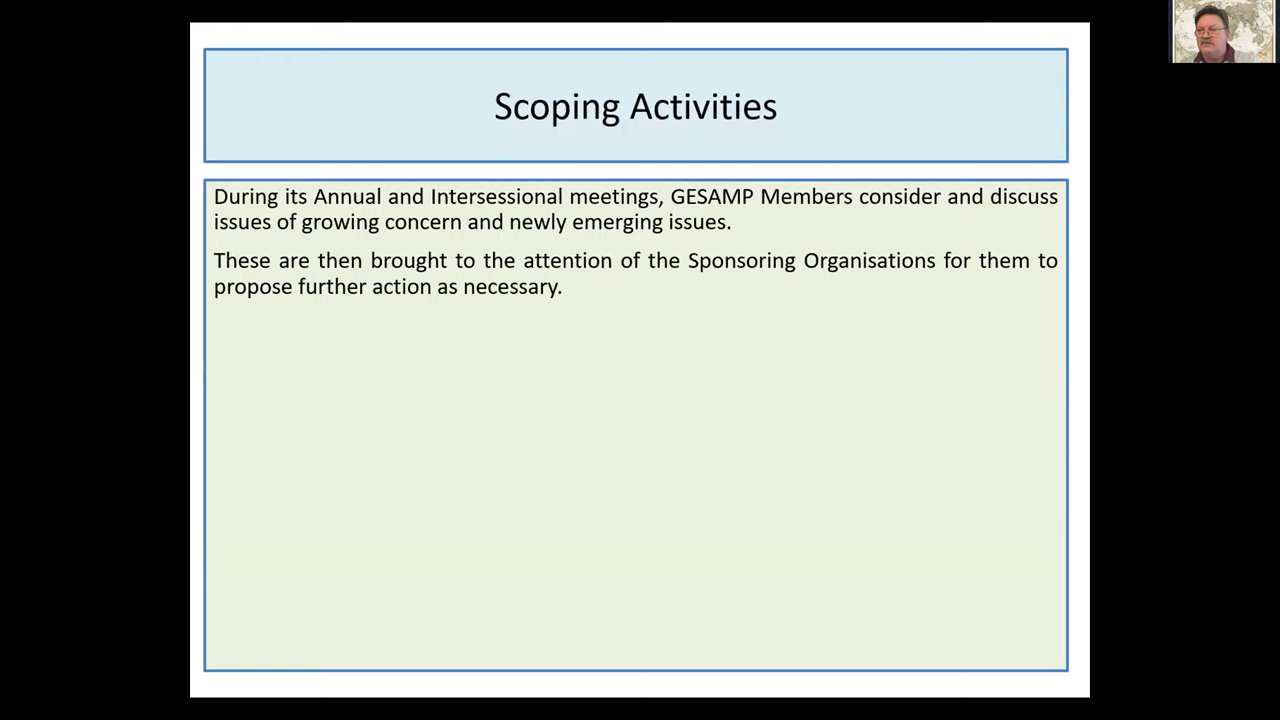 Scoping Activities
During its Annual and Intersessional meetings, GESAMP Members consider and discuss
issues of growing concern and newly emerging issues.
These are then brought to the attention of the Sponsoring Organisations for them to
propose further action as necessary.